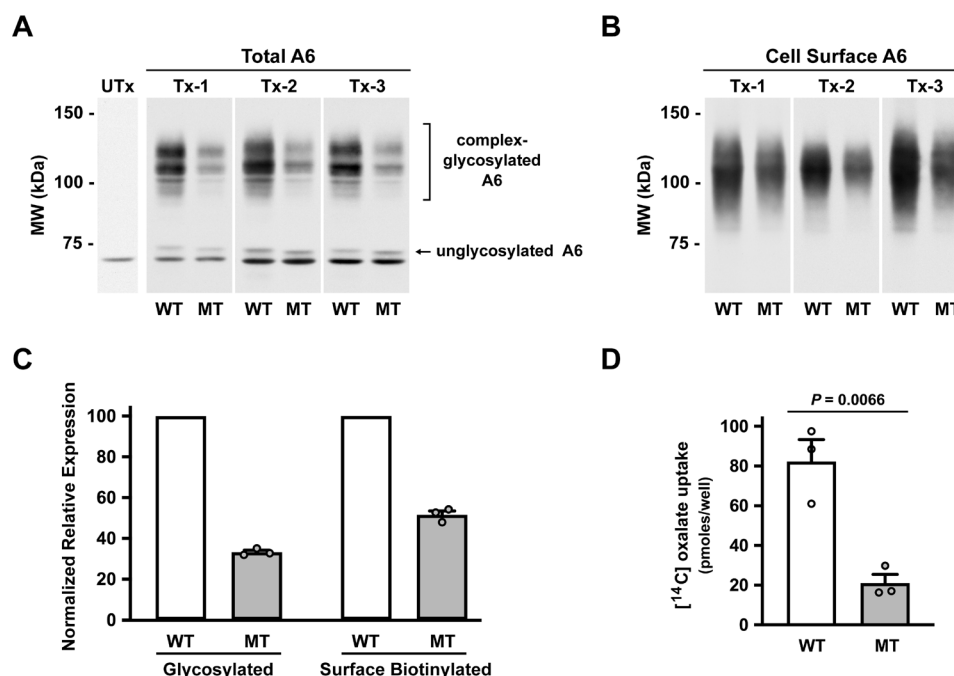 A
Total A6
UTx Tx-1 Tx-2 Tx-3
150 -
100 -
75 -
MW (kDa)
complex-
glycosylated
A6
← unglycosylated A6
WT MT WT MT WT MT
B
Cell Surface A6
Tx-1 Tx-2 Tx-3
150 -
100 -
75 -
MW (kDa)
WT MT WT MT WT MT
C
Normalized Relative Expression
100
80
60
40
20
0
WT MT WT MT
Glycosylated Surface Biotinylated
D
P = 0.0066
[¹⁴C] oxalate uptake
(pmoles/well)
100
80
60
40
20
0
WT MT